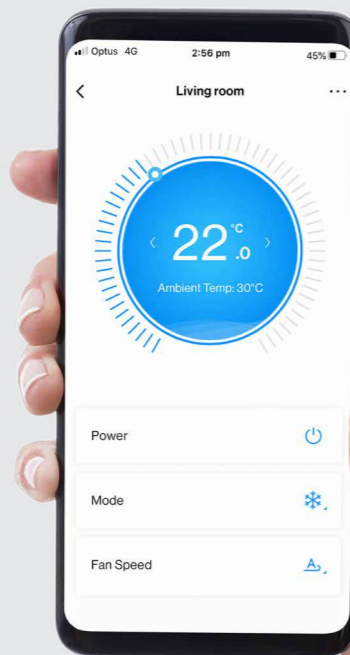 Optus 4G 2:56 pm 45%
Living room
22.0°C
Ambient Temp: 30°C
Power
Mode
Fan Speed
A